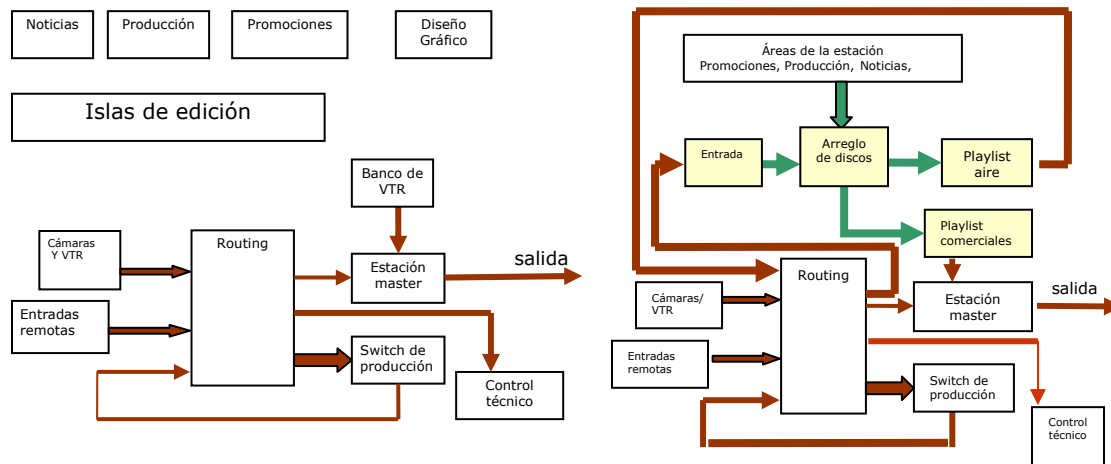 Noticias
Producción
Promociones
Diseño
Gráfico
Islas de edición
Banco de
VTR
Cámaras
Y VTR
Routing
Estación
master
salida
Entradas
remotas
Switch de
producción
Control
técnico
Áreas de la estación
Promociones, Producción, Noticias,
Entrada
Arreglo
de discos
Playlist
aire
Playlist
comerciales
Routing
Cámaras/
VTR
Estación
master
salida
Entradas
remotas
Switch de
producción
Control
técnico